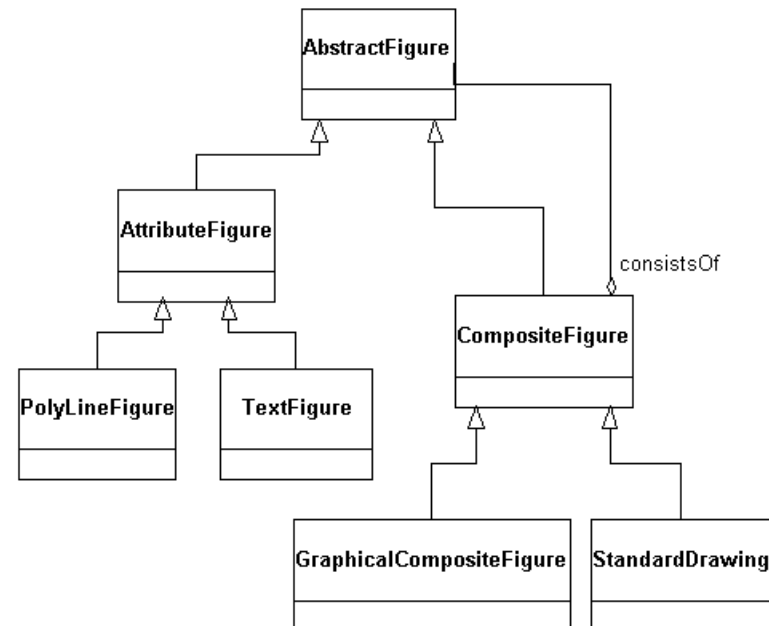 AbstractFigure
AttributeFigure
consistsOf
CompositeFigure
PolyLineFigure
TextFigure
GraphicalCompositeFigure
StandardDrawing